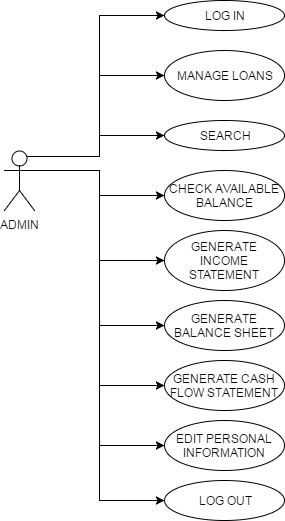 LOG IN
MANAGE LOANS
SEARCH
CHECK AVAILABLE
BALANCE
ADMIN
GENERATE
INCOME
STATEMENT
GENERATE
BALANCE SHEET
GENERATE CASH
FLOW STATEMENT
EDIT PERSONAL
INFORMATION
LOG OUT